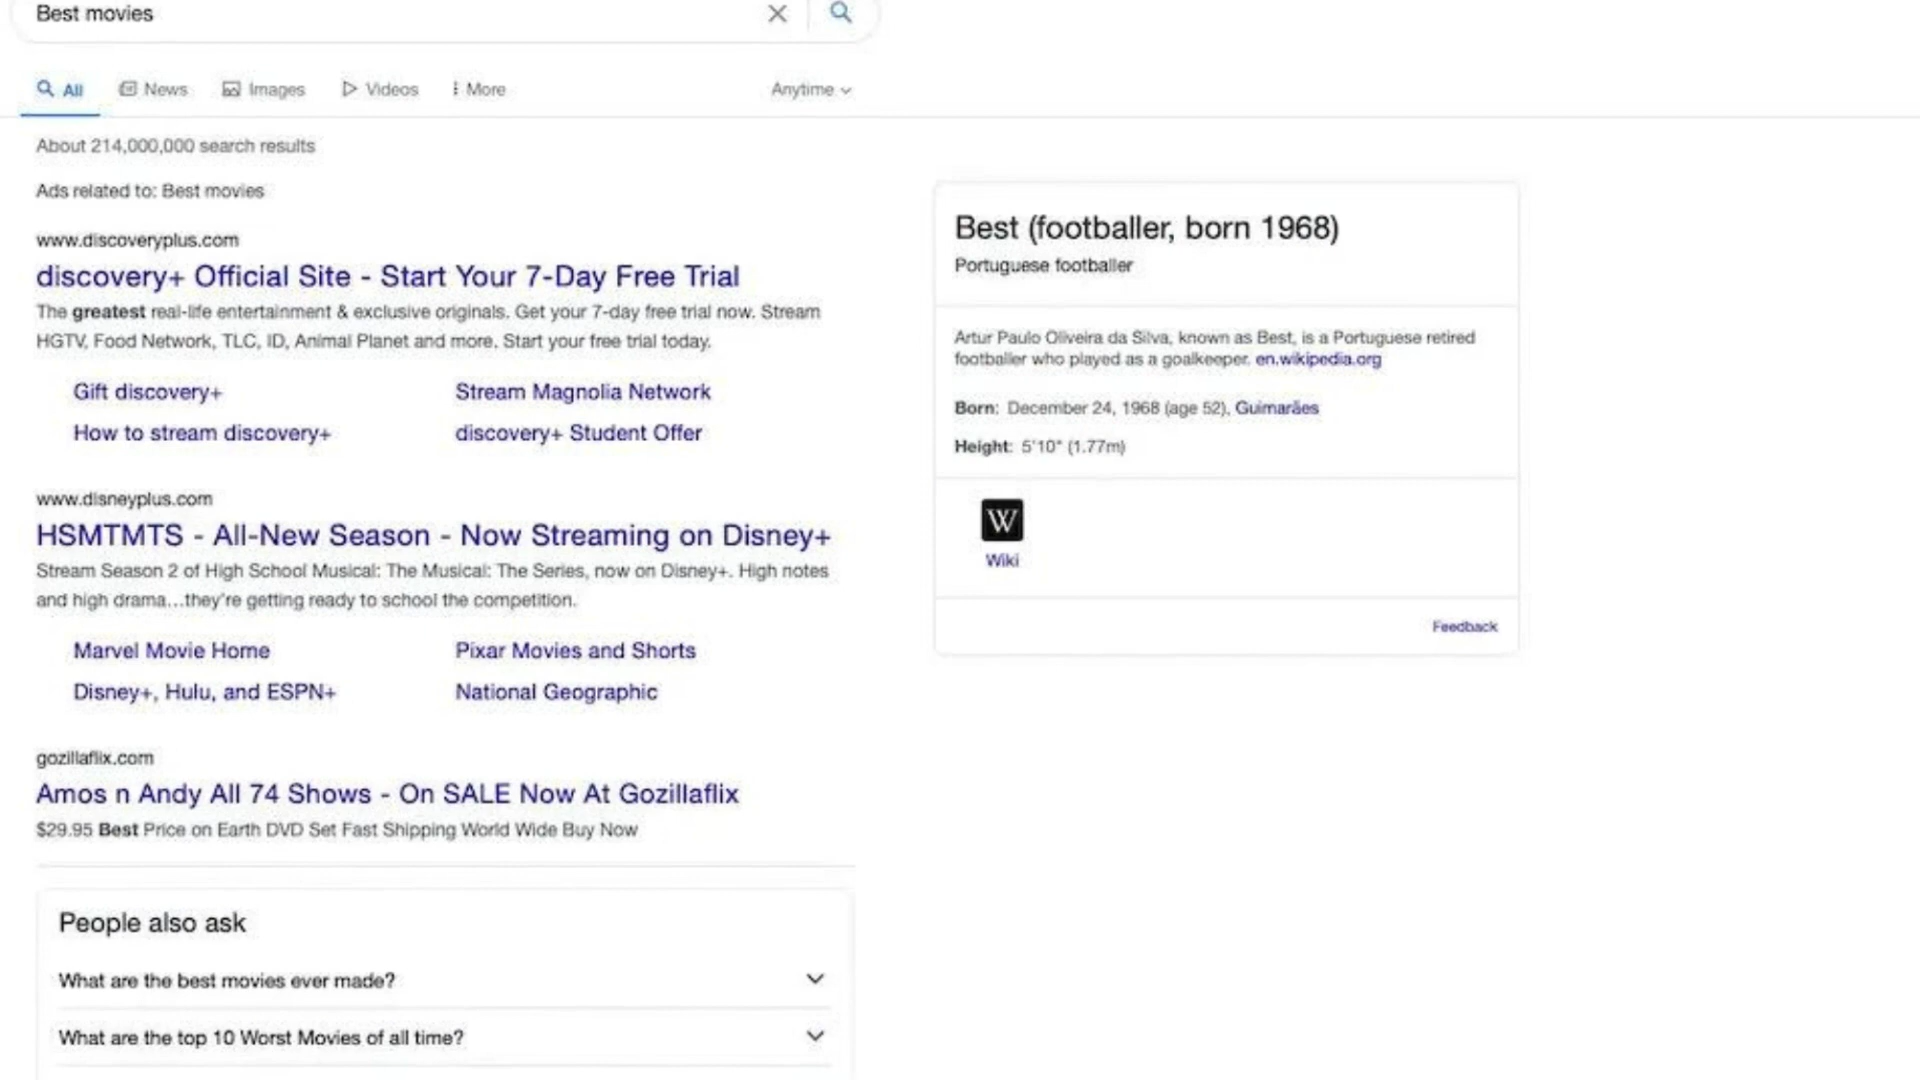 Best movies
All News Images Videos More Anytime
About 214,000,000 search results
Ads related to: Best movies
www.discoveryplus.com
discovery+ Official Site - Start Your 7-Day Free Trial
The greatest real-life entertainment & exclusive originals. Get your 7-day free trial now. Stream
HGTV, Food Network, TLC, ID, Animal Planet and more. Start your free trial today.
Gift discovery+ Stream Magnolia Network
How to stream discovery+ discovery+ Student Offer
www.disneyplus.com
HSMTMTS - All-New Season - Now Streaming on Disney+
Stream Season 2 of High School Musical: The Musical: The Series, now on Disney+. High notes
and high drama...they're getting ready to school the competition.
Marvel Movie Home Pixar Movies and Shorts
Disney+, Hulu, and ESPN+ National Geographic
gozillaflix.com
Amos n Andy All 74 Shows - On SALE Now At Gozillaflix
$29.95 Best Price on Earth DVD Set Fast Shipping World Wide Buy Now
People also ask
What are the best movies ever made?
What are the top 10 Worst Movies of all time?
Best (footballer, born 1968)
Portuguese footballer
Artur Paulo Oliveira da Silva, known as Best, is a Portuguese retired
footballer who played as a goalkeeper. en.wikipedia.org
Born: December 24, 1968 (age 52), Guimarães
Height: 5'10" (1.77m)
W
Wiki
Feedback